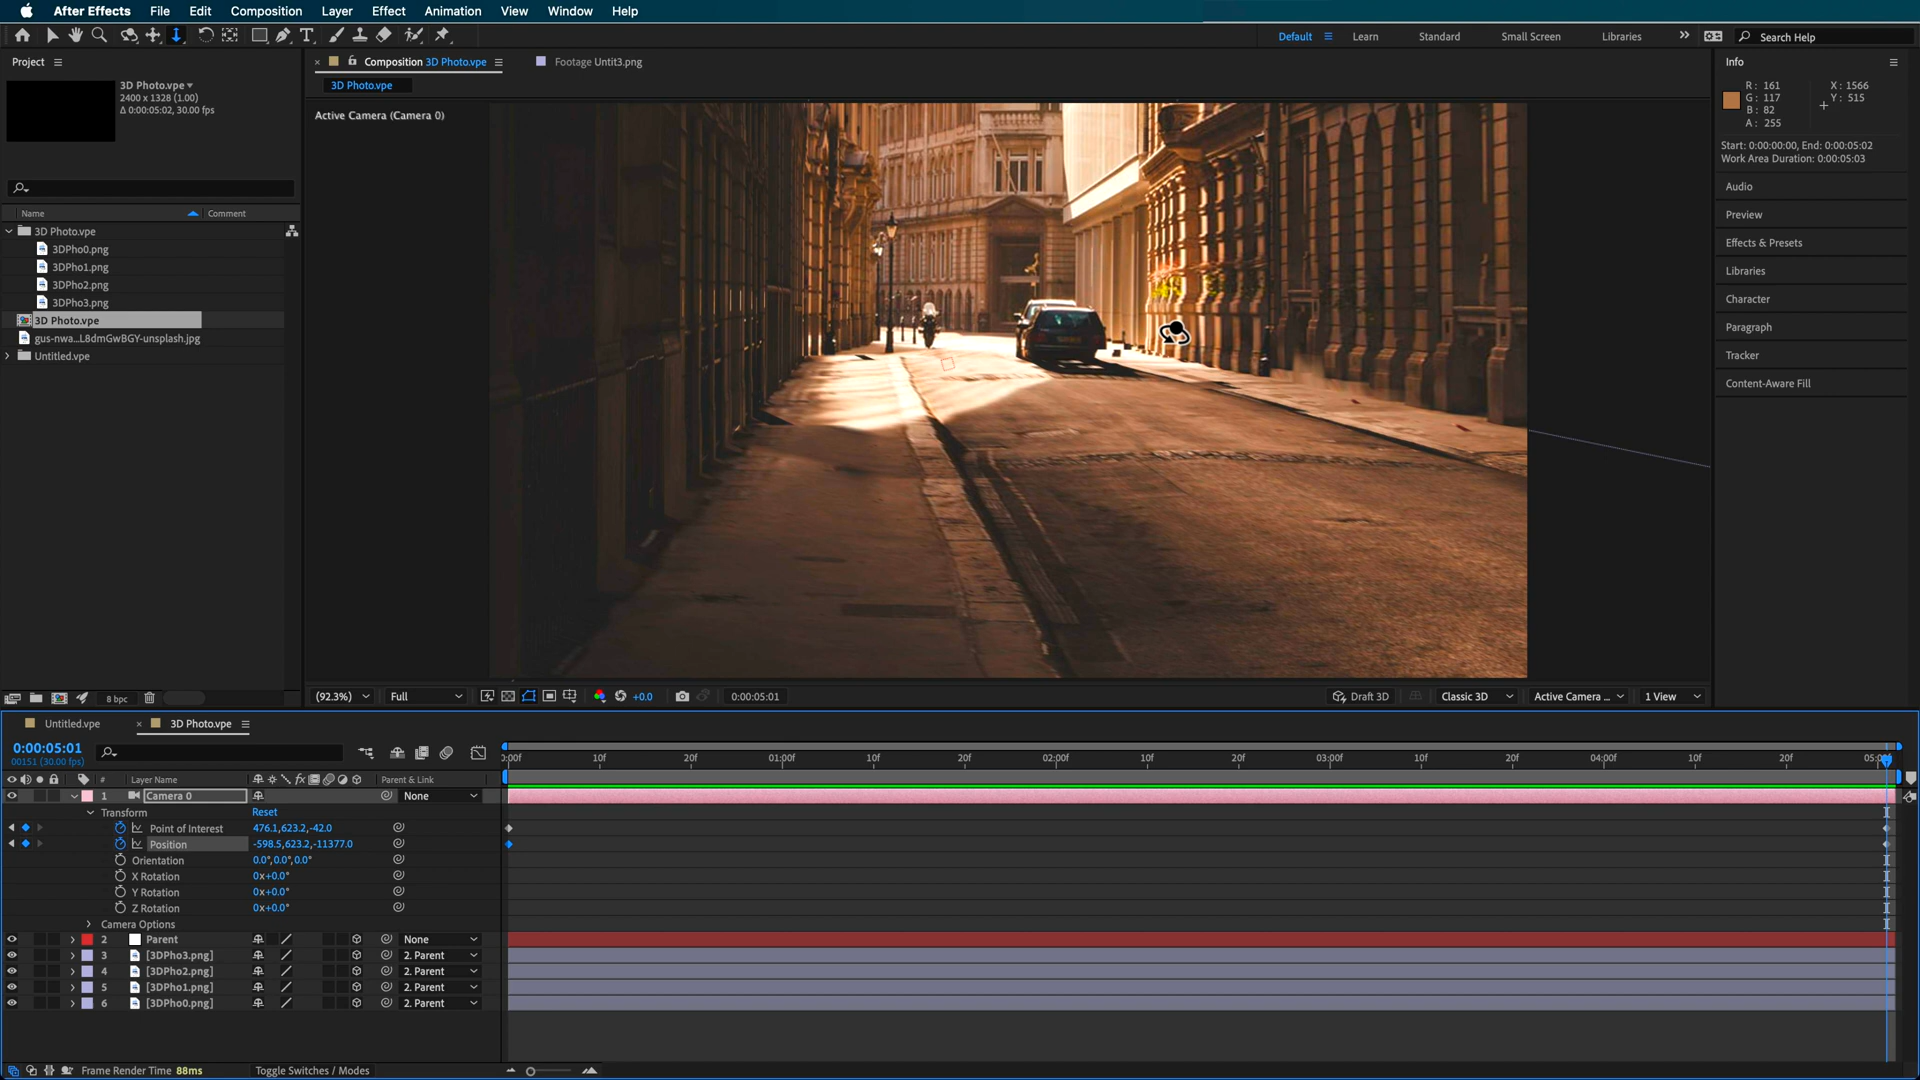 After Effects File Edit Composition Layer Effect Animation View Window Help
Default Learn Standard Small Screen Libraries Search Help
Project
3D Photo.vpe
2400 x 1328 (1.00)
Δ 0:00:05:02, 30.00 fps
Name Comment
3D Photo.vpe
3DPho0.png
3DPho1.png
3DPho2.png
3DPho3.png
3D Photo.vpe
gus-nwa...L8dmGwBGY-unsplash.jpg
Untitled.vpe
8 bpc
Composition 3D Photo.vpe Footage Untit3.png
3D Photo.vpe
Active Camera (Camera 0)
(92.3%) Full +0.0 0:00:05:01 Draft 3D Classic 3D Active Camera ... 1 View
Info
R: 161 X: 1566
G: 117 Y: 515
B: 82
A: 255
Start: 0:00:00:00, End: 0:00:05:02
Work Area Duration: 0:00:05:03
Audio
Preview
Effects & Presets
Libraries
Character
Paragraph
Tracker
Content-Aware Fill
Untitled.vpe 3D Photo.vpe
0:00:05:01
00151 (30.00 fps)
10f 20f 01:00f 10f 20f 02:00f 10f 20f 03:00f 10f 20f 04:00f 10f 20f
# Layer Name Parent & Link
1 Camera 0 None
Transform Reset
Point of Interest 476.1,623.2,-42.0
Position -598.5,623.2,-11377.0
Orientation 0.0°,0.0°,0.0°
X Rotation 0x+0.0°
Y Rotation 0x+0.0°
Z Rotation 0x+0.0°
Camera Options
2 Parent None
3 [3DPho3.png] 2. Parent
4 [3DPho2.png] 2. Parent
5 [3DPho1.png] 2. Parent
6 [3DPho0.png] 2. Parent
Frame Render Time 88ms Toggle Switches / Modes